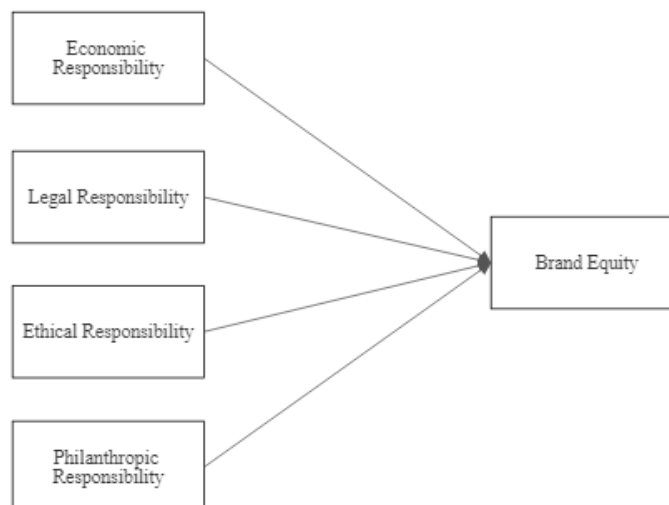 Economic
Responsibility
Legal Responsibility
Brand Equity
Ethical Responsibility
Philanthropic
Responsibility